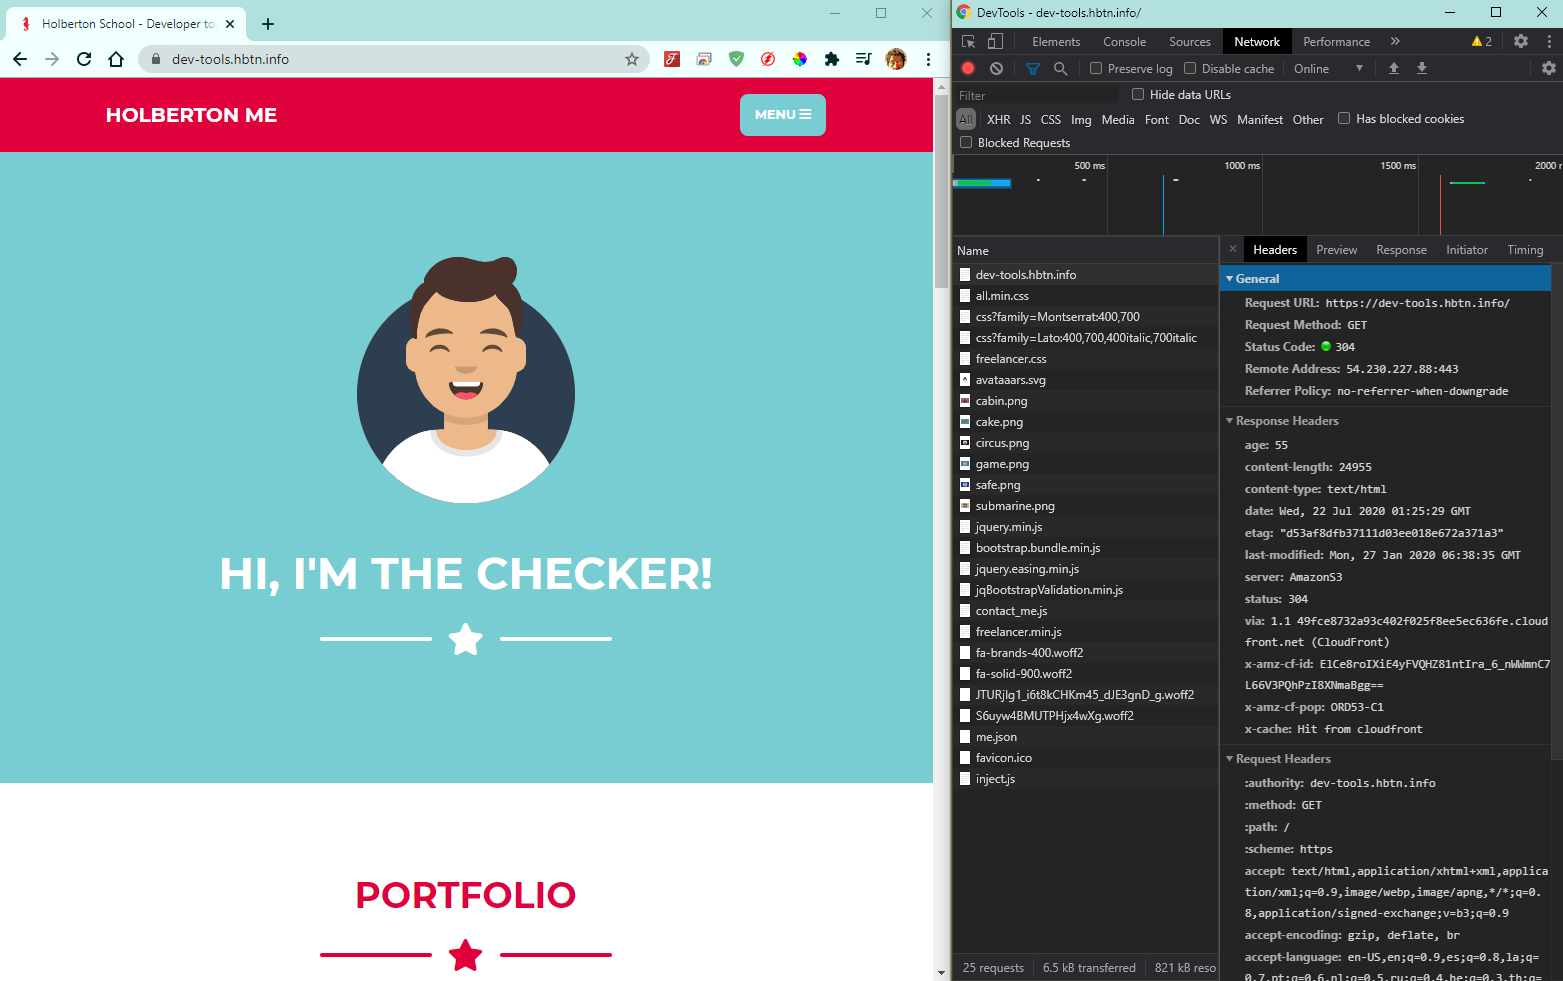 Holberton School - Developer to
dev-tools.hbtn.info
HOLBERTON ME
MENU
HI, I'M THE CHECKER!
PORTFOLIO
DevTools - dev-tools.hbtn.info/
Elements Console Sources Network Performance » 2
Preserve log Disable cache Online
Filter Hide data URLs
All XHR JS CSS Img Media Font Doc WS Manifest Other Has blocked cookies
Blocked Requests
500 ms 1000 ms 1500 ms 2000 r
Name
dev-tools.hbtn.info
all.min.css
css?family=Montserrat:400,700
css?family=Lato:400,700,400italic,700italic
freelancer.css
avataaars.svg
cabin.png
cake.png
circus.png
game.png
safe.png
submarine.png
jquery.min.js
bootstrap.bundle.min.js
jquery.easing.min.js
jqBootstrapValidation.min.js
contact_me.js
freelancer.min.js
fa-brands-400.woff2
fa-solid-900.woff2
JTURjIg1_i6t8kCHKm45_dJE3gnD_g.woff2
S6uyw4BMUTPHjx4wXg.woff2
me.json
favicon.ico
inject.js
25 requests 6.5 kB transferred 821 kB reso
Headers Preview Response Initiator Timing
General
Request URL: https://dev-tools.hbtn.info/
Request Method: GET
Status Code: 304
Remote Address: 54.230.227.88:443
Referrer Policy: no-referrer-when-downgrade
Response Headers
age: 55
content-length: 24955
content-type: text/html
date: Wed, 22 Jul 2020 01:25:29 GMT
etag: "d53af8dfb37111d03ee018e672a371a3"
last-modified: Mon, 27 Jan 2020 06:38:35 GMT
server: AmazonS3
status: 304
via: 1.1 49fce8732a93c402f025f8ee5ec636fe.cloud
front.net (CloudFront)
x-amz-cf-id: ElCe8roIXiE4yFVQHZ81ntIra_6_nWWmnC7
L66V3PQhPzI8XNmaBgg==
x-amz-cf-pop: ORD53-C1
x-cache: Hit from cloudfront
Request Headers
:authority: dev-tools.hbtn.info
:method: GET
:path: /
:scheme: https
accept: text/html,application/xhtml+xml,applica
tion/xml;q=0.9,image/webp,image/apng,*/*;q=0.
8,application/signed-exchange;v=b3;q=0.9
accept-encoding: gzip, deflate, br
accept-language: en-US,en;q=0.9,es;q=0.8,la;q=
0.7,pt;q=0.6,nl;q=0.5,ru;q=0.4,he;q=0.3,th;q=